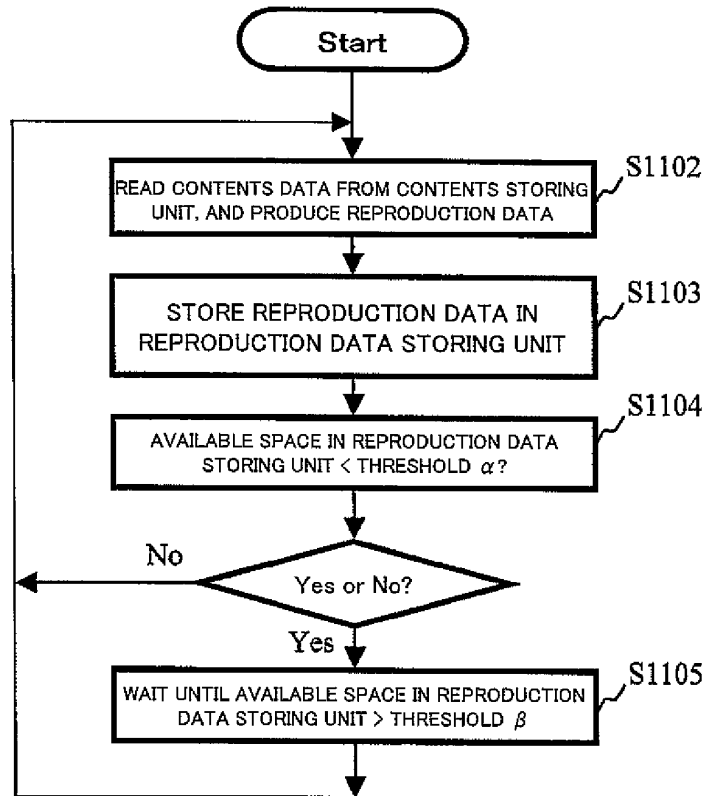 Start
S1102
READ CONTENTS DATA FROM CONTENTS STORING
UNIT, AND PRODUCE REPRODUCTION DATA
S1103
STORE REPRODUCTION DATA IN
REPRODUCTION DATA STORING UNIT
S1104
AVAILABLE SPACE IN REPRODUCTION DATA
STORING UNIT < THRESHOLD α?
No
Yes or No?
Yes
S1105
WAIT UNTIL AVAILABLE SPACE IN REPRODUCTION
DATA STORING UNIT > THRESHOLD β